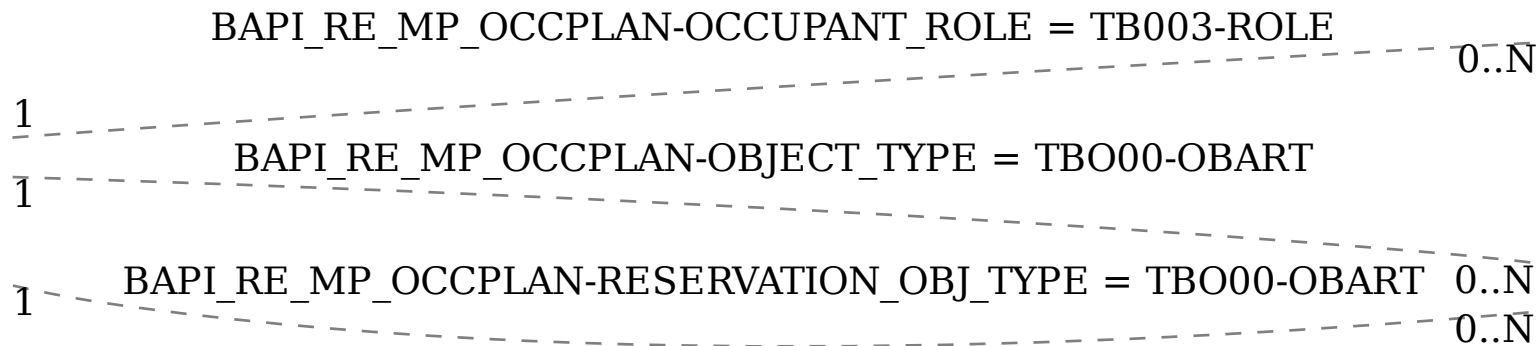 BAPI_RE_MP_OCCPLAN-OCCUPANT_ROLE = TB003-ROLE
0..N
1
BAPI_RE_MP_OCCPLAN-OBJECT_TYPE = TBO00-OBART
1
BAPI_RE_MP_OCCPLAN-RESERVATION_OBJ_TYPE = TBO00-OBART 0..N
1
0..N